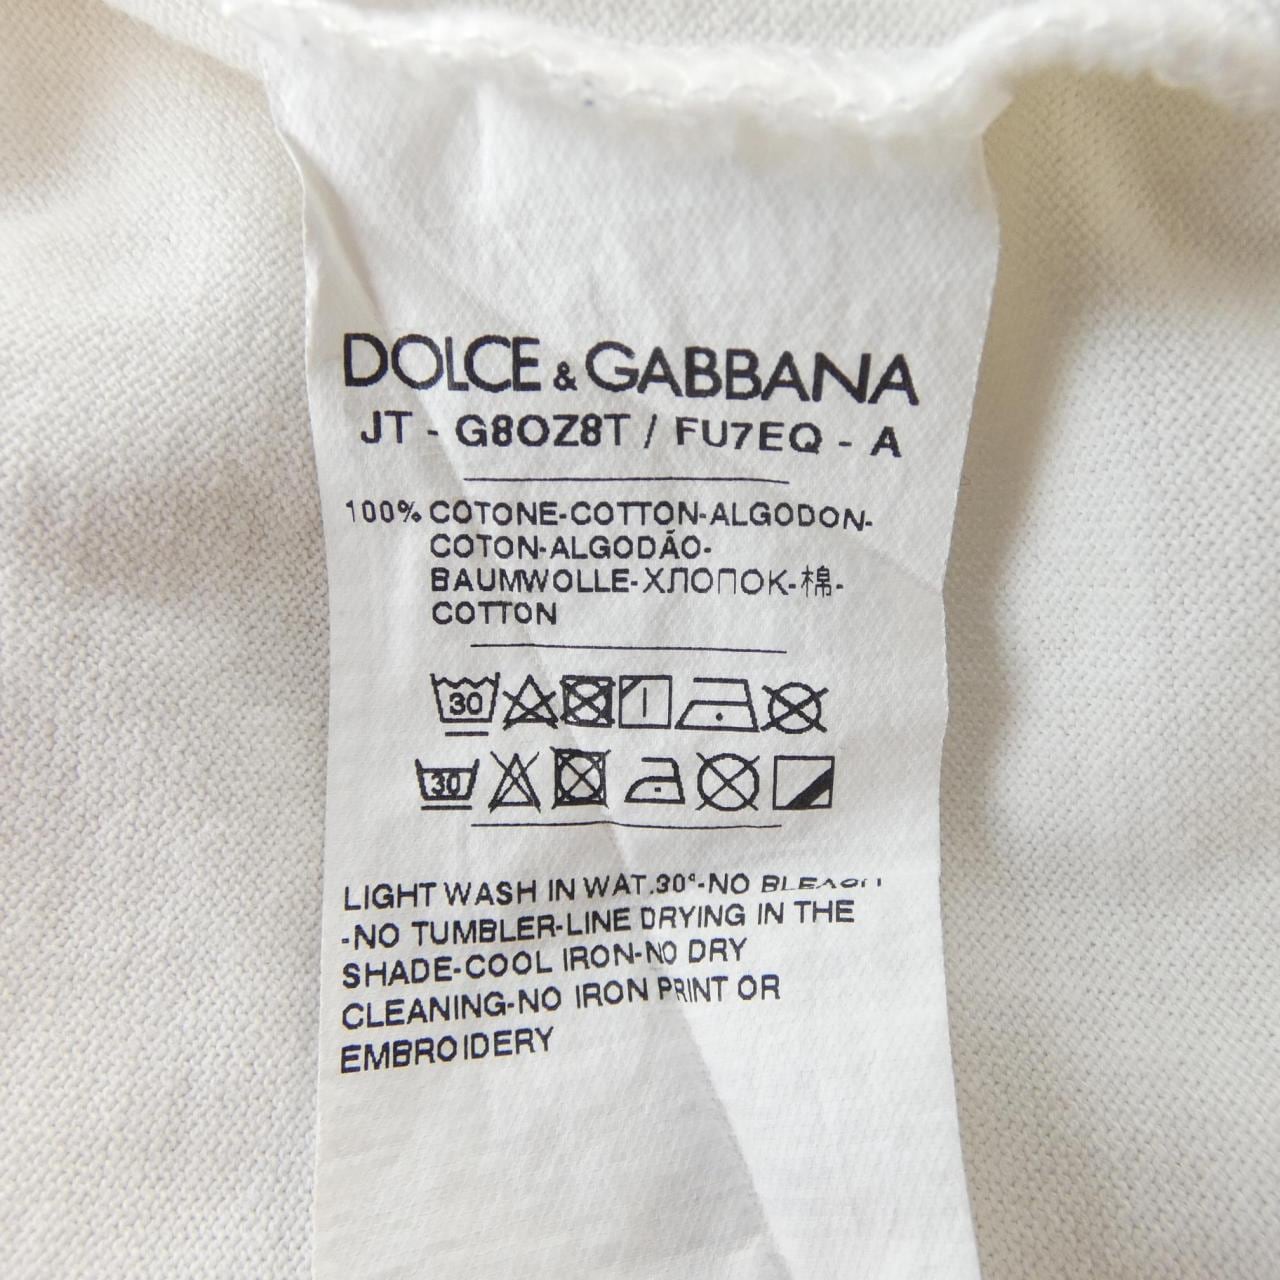 DOLCE & GABBANA
JT - G8OZ8T / FU7EQ - A
100% COTONE-COTTON-ALGODON-
COTON-ALGODÃO-
BAUMWOLLE-ХЛОПОК-棉-
COTTON
30
30
LIGHT WASH IN WAT.30°-NO BLEACH
-NO TUMBLER-LINE DRYING IN THE
SHADE-COOL IRON-NO DRY
CLEANING-NO IRON PRINT OR
EMBROIDERY